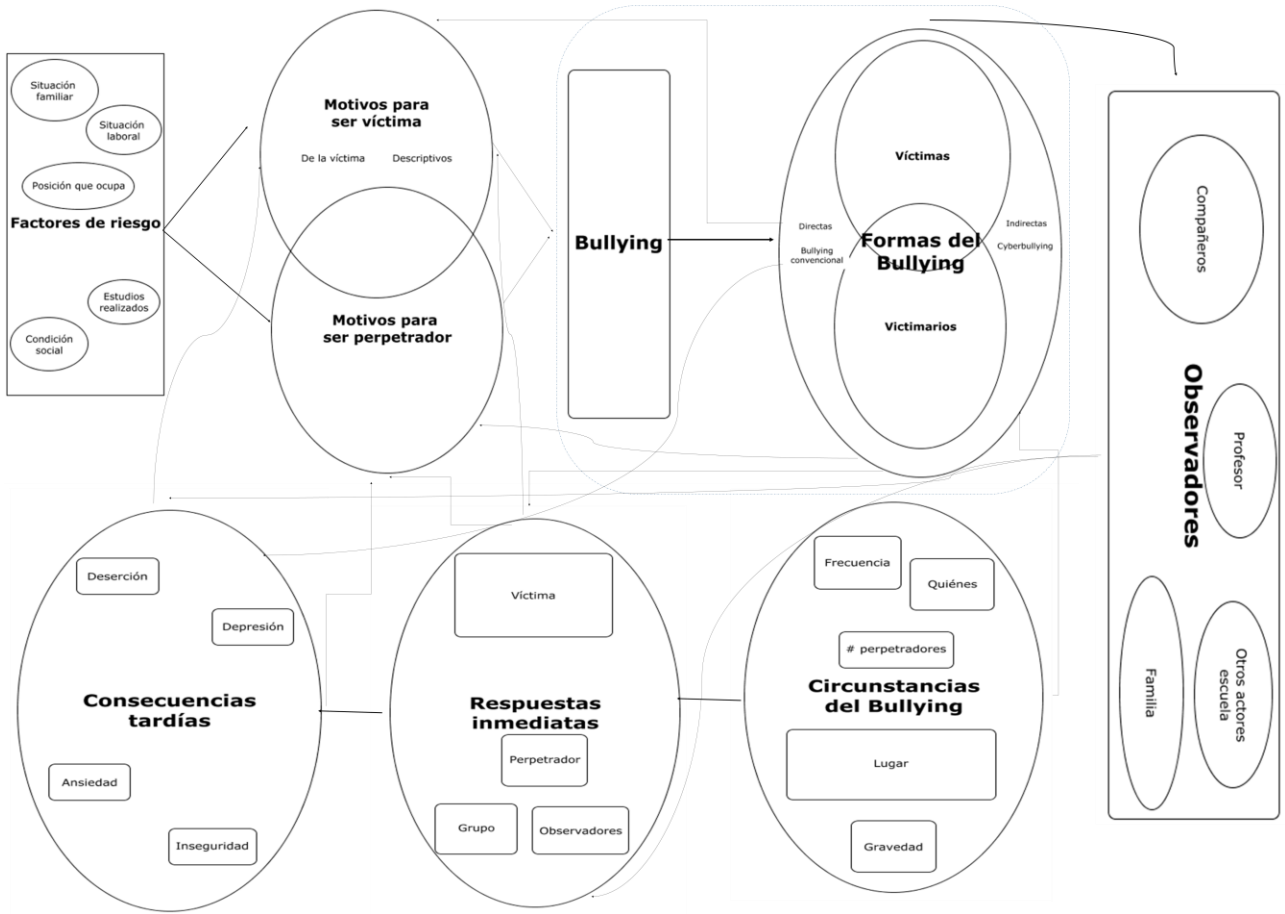 Situación
familiar
Situación
laboral
Posición que ocupa
Factores de riesgo
Estudios
realizados
Condición
social
Motivos para
ser víctima
De la víctima
Descriptivos
Motivos para
ser perpetrador
Bullying
Víctimas
Directas
Bullying
convencional
Formas del
Bullying
Indirectas
Cyberbullying
Victimarios
Compañeros
Observadores
Profesor
Familia
Otros actores
escuela
Deserción
Depresión
Consecuencias
tardías
Ansiedad
Inseguridad
Víctima
Respuestas
inmediatas
Perpetrador
Grupo
Observadores
Frecuencia
Quiénes
# perpetradores
Circunstancias
del Bullying
Lugar
Gravedad